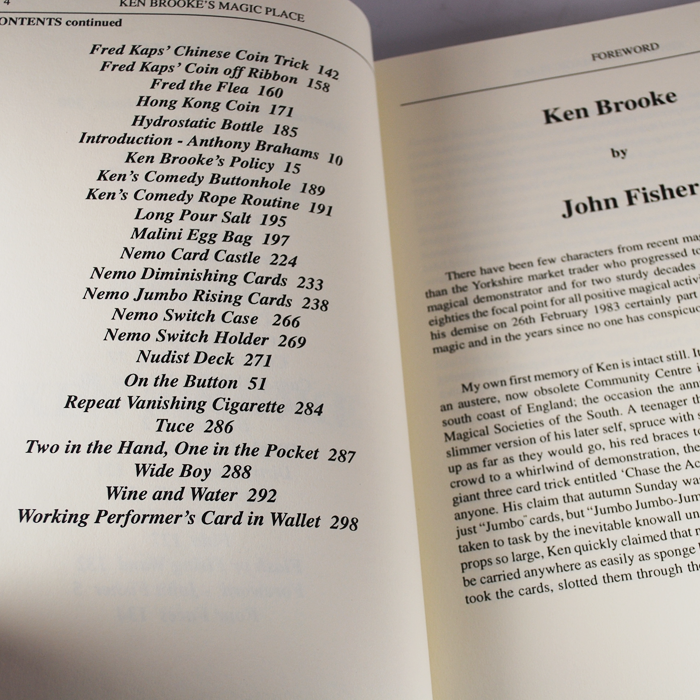 4
KEN BROOKE'S MAGIC PLACE
ONTENTS continued
Fred Kaps' Chinese Coin Trick 142
Fred Kaps' Coin off Ribbon 158
Fred the Flea 160
Hong Kong Coin 171
Hydrostatic Bottle 185
Introduction - Anthony Brahams 10
Ken Brooke's Policy 15
Ken's Comedy Buttonhole 189
Ken's Comedy Rope Routine 191
Long Pour Salt 195
Malini Egg Bag 197
Nemo Card Castle 224
Nemo Diminishing Cards 233
Nemo Jumbo Rising Cards 238
Nemo Switch Case 266
Nemo Switch Holder 269
Nudist Deck 271
On the Button 51
Repeat Vanishing Cigarette 284
Tuce 286
Two in the Hand, One in the Pocket 287
Wide Boy 288
Wine and Water 292
Working Performer's Card in Wallet 298
FOREWORD
Ken Brooke
by
John Fisher
There have been few characters from recent ma
than the Yorkshire market trader who progressed to
magical demonstrator and for two sturdy decades
eighties the focal point for all positive magical activ
his demise on 26th February 1983 certainly part
magic and in the years since no one has conspicuo
My own first memory of Ken is intact still. It
an austere, now obsolete Community Centre i
south coast of England; the occasion the ann
Magical Societies of the South. A teenager th
slimmer version of his later self, spruce with s
up as far as they would go, his red braces to
crowd to a whirlwind of demonstration, the
giant three card trick entitled 'Chase the Ac
anyone. His claim that autumn Sunday wa
just "Jumbo" cards, but "Jumbo Jumbo-Jum
taken to task by the inevitable knowall un
props so large, Ken quickly claimed that n
be carried anywhere as easily as sponge b
took the cards, slotted them through the